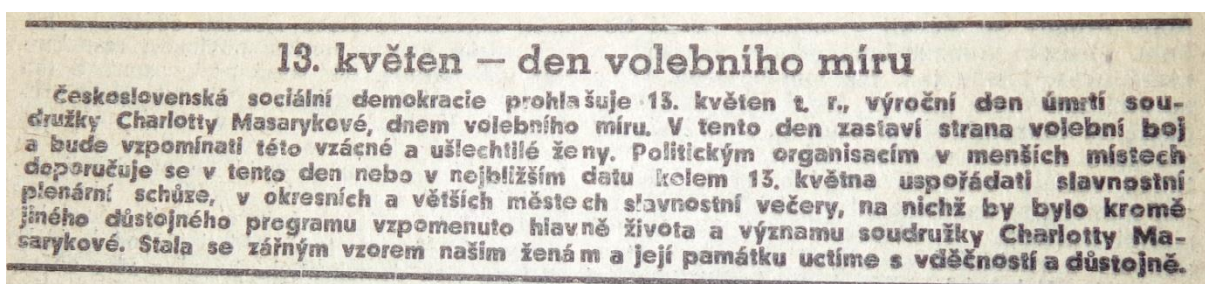 13. květen — den volebního míru
Československá sociální demokracie prohlašuje 13. květen t. r., výroční den úmrtí sou-
družky Charlotty Masarykové, dnem volebního míru. V tento den zastaví strana volební boj
a bude vzpomínati této vzácné a ušlechtilé ženy. Politickým organisacím v menších místech
doporučuje se v tento den nebo v nejbližším datu kolem 13. května uspořádati slavnostní
plenární schůze, v okresních a větších městech slavnostní večery, na nichž by bylo kromě
jiného důstojného programu vzpomenuto hlavně života a významu soudružky Charlotty Ma-
sarykové. Stala se zářným vzorem našim ženám a její památku uctíme s vděčností a důstojně.